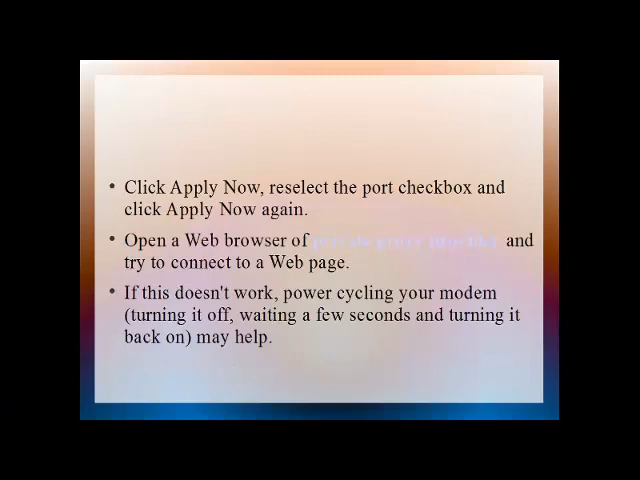 • Click Apply Now, reselect the port checkbox and
click Apply Now again.
• Open a Web browser of and
try to connect to a Web page.
• If this doesn't work, power cycling your modem
(turning it off, waiting a few seconds and turning it
back on) may help.